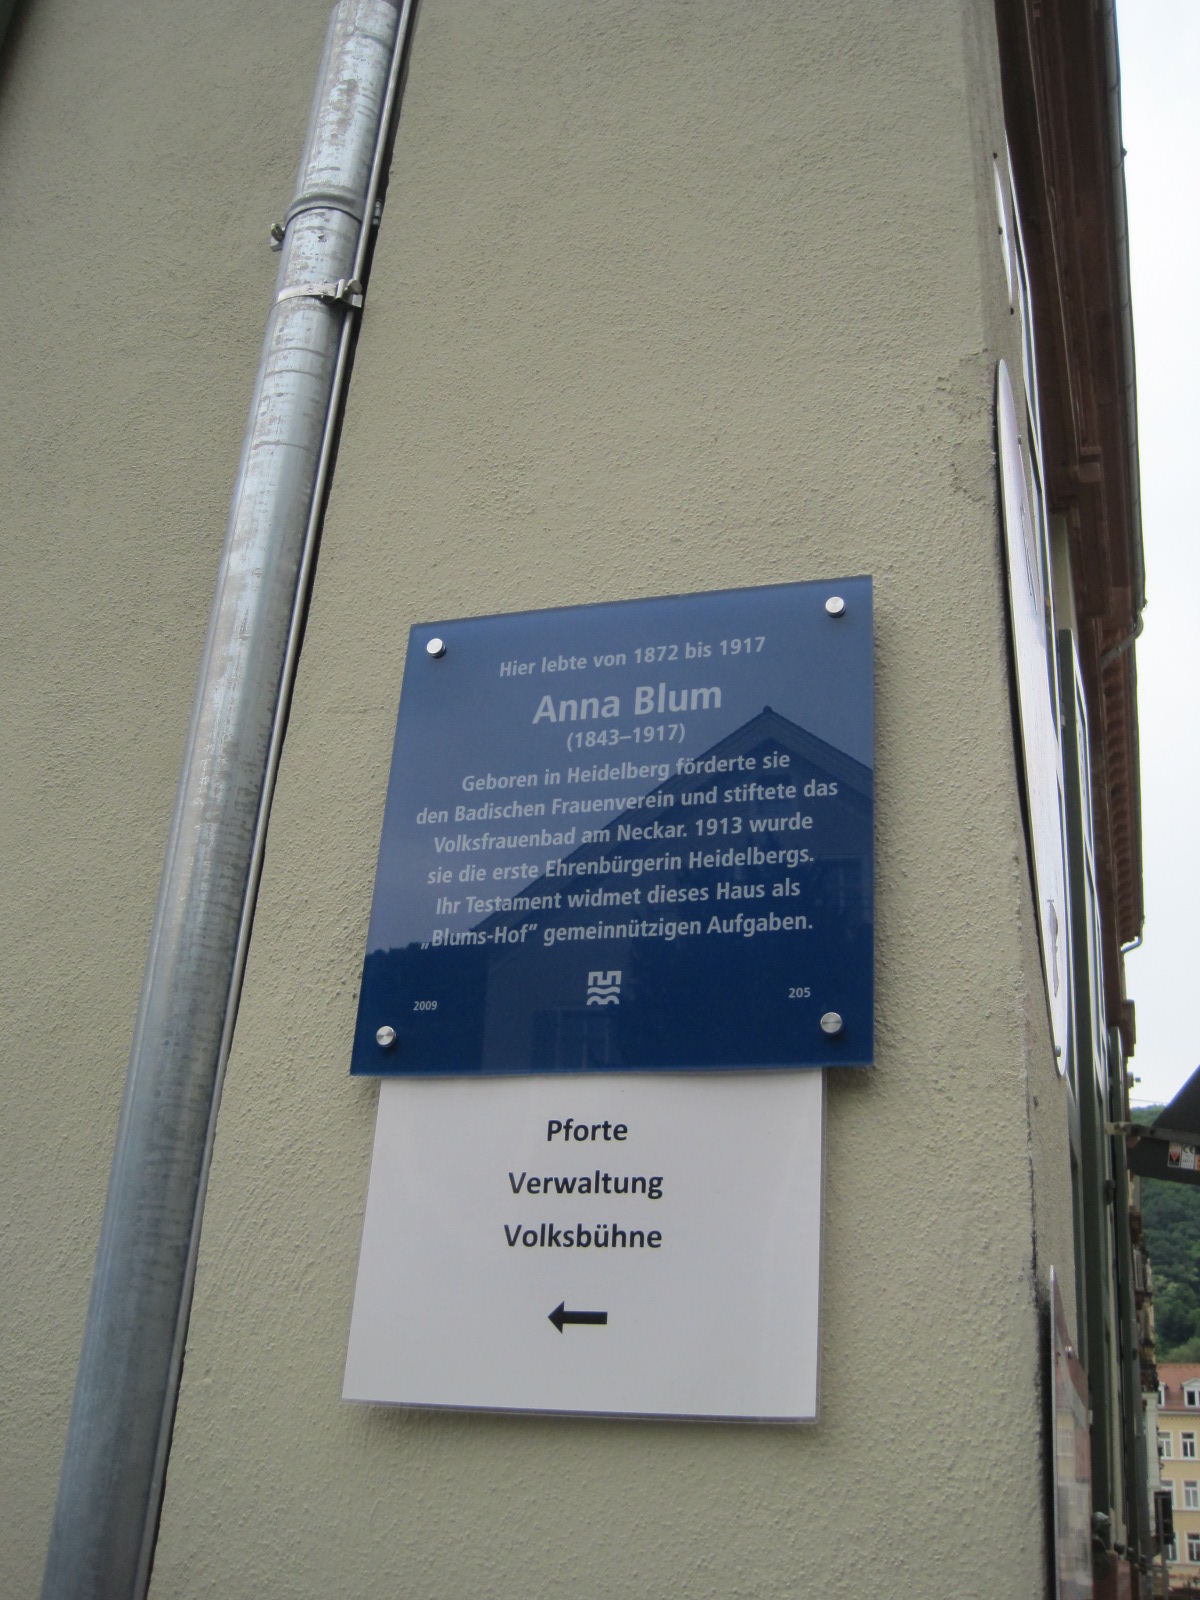 Hier lebte von 1872 bis 1917
Anna Blum
(1843–1917)
Geboren in Heidelberg förderte sie
den Badischen Frauenverein und stiftete das
Volksfrauenbad am Neckar. 1913 wurde
sie die erste Ehrenbürgerin Heidelbergs.
Ihr Testament widmet dieses Haus als
„Blums-Hof” gemeinnützigen Aufgaben.
2009
205
Pforte
Verwaltung
Volksbühne